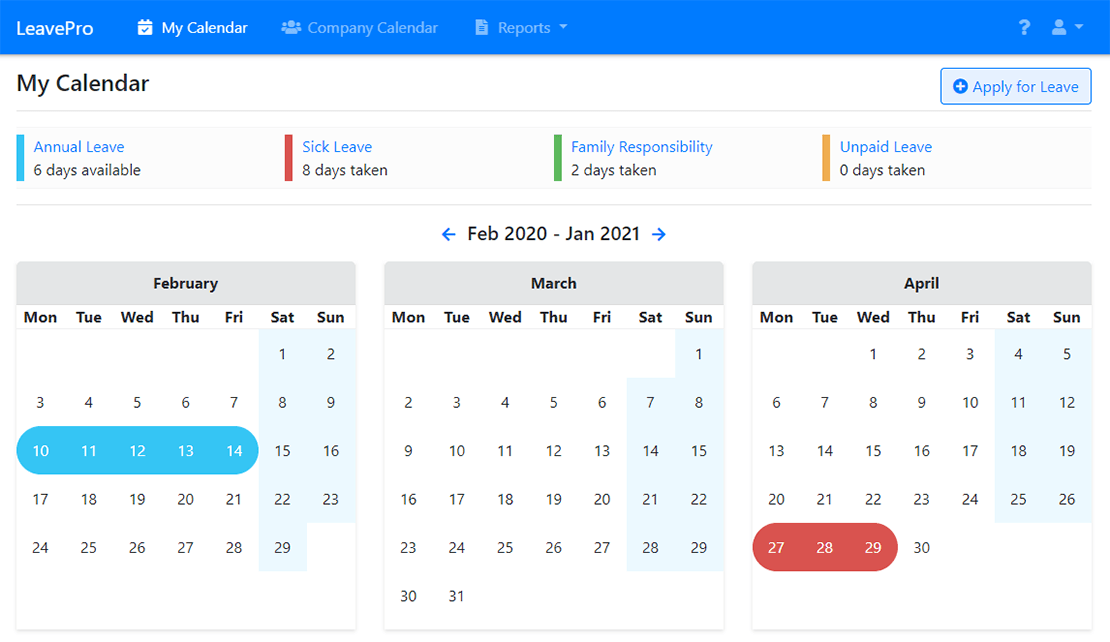 LeavePro My Calendar Company Calendar Reports ?
My Calendar Apply for Leave
Annual Leave Sick Leave Family Responsibility Unpaid Leave
6 days available 8 days taken 2 days taken 0 days taken
Feb 2020 - Jan 2021
February March April
Mon Tue Wed Thu Fri Sat Sun Mon Tue Wed Thu Fri Sat Sun Mon Tue Wed Thu Fri Sat Sun
1 2 1 1 2 3 4 5
3 4 5 6 7 8 9 2 3 4 5 6 7 8 6 7 8 9 10 11 12
10 11 12 13 14 15 16 9 10 11 12 13 14 15 13 14 15 16 17 18 19
17 18 19 20 21 22 23 16 17 18 19 20 21 22 20 21 22 23 24 25 26
24 25 26 27 28 29 23 24 25 26 27 28 29 27 28 29 30
30 31